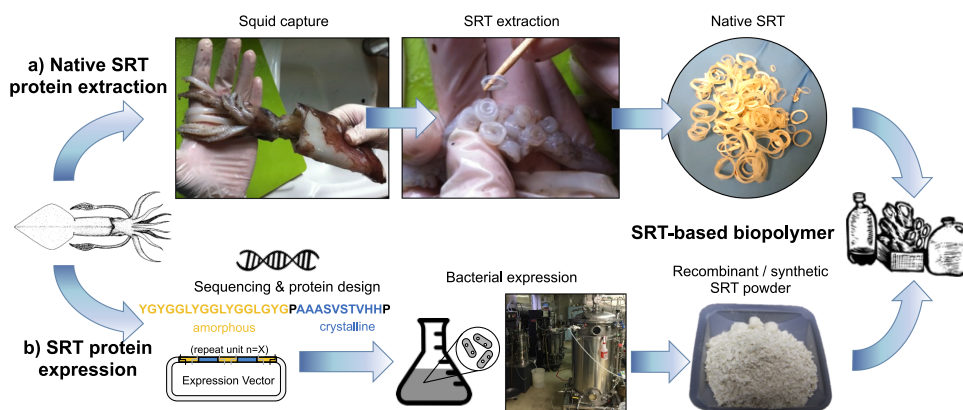 Squid capture
SRT extraction
Native SRT
a) Native SRT
protein extraction
SRT-based biopolymer
Sequencing & protein design
YGYGGLYGGLYGGLGYGPAAASVSTVHHP
amorphous
crystalline
(repeat unit n=X)
Expression Vector
b) SRT protein
expression
Bacterial expression
Recombinant / synthetic
SRT powder